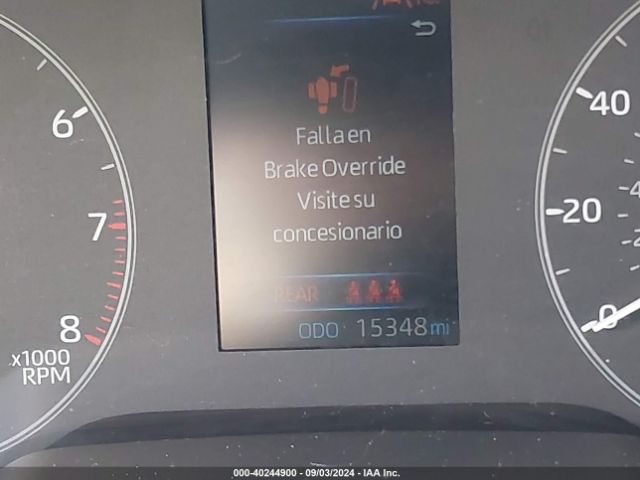 6
7
8
x1000
RPM
Falla en
Brake Override
Visite su
concesionario
REAR
ODO 15348 mi
40
20
0
000-40244900 - 09/03/2024 - IAA Inc.